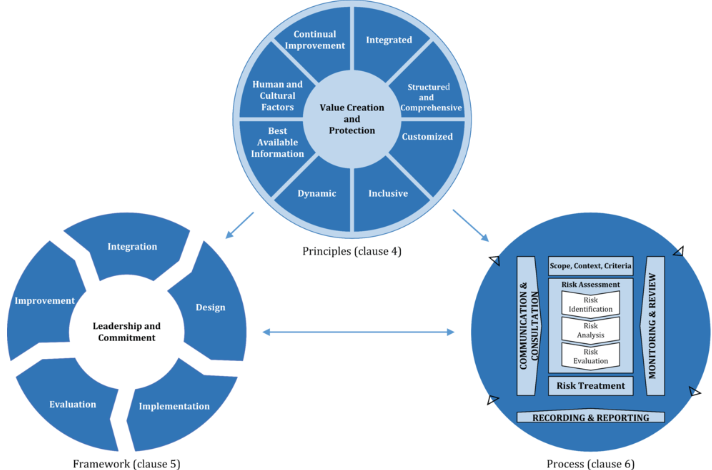 Continual
Improvement
Integrated
Human and
Cultural
Factors
Structured
and
Comprehensive
Value Creation
and
Protection
Best
Available
Information
Customized
Dynamic
Inclusive
Principles (clause 4)
Integration
Improvement
Design
Leadership and
Commitment
Evaluation
Implementation
Framework (clause 5)
Scope, Context, Criteria
COMMUNICATION &
CONSULTATION
Risk Assessment
Risk
Identification
Risk
Analysis
Risk
Evaluation
MONITORING & REVIEW
Risk Treatment
RECORDING & REPORTING
Process (clause 6)